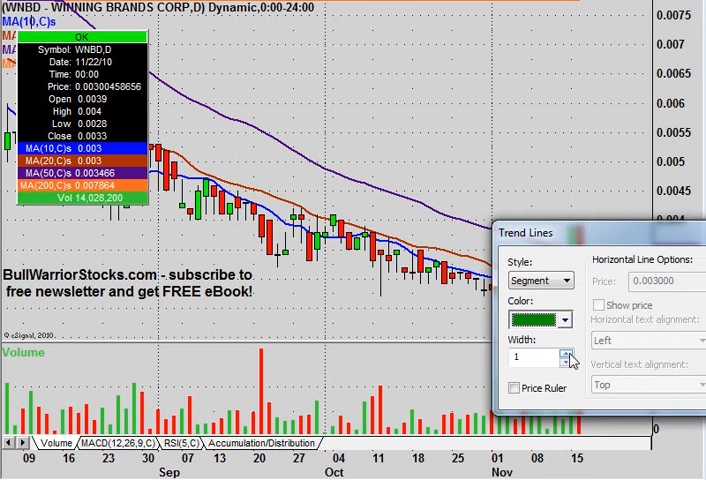 (WNBD - WINNING BRANDS CORP,D) Dynamic,0:00-24:00
MA(10,C)s
OK
Symbol: WNBD,D
Date: 11/22/10
Time: 00:00
Price: 0.00300458656
Open 0.0039
High 0.004
Low 0.0028
Close 0.0033
MA(10,C)s 0.003
MA(20,C)s 0.003
MA(50,C)s 0.003466
MA(200,C)s 0.007864
Vol 14,028,200
0.0075
0.007
0.0065
0.006
0.0055
0.005
0.0045
0.004
BullWarriorStocks.com - subscribe to
free newsletter and get FREE eBook!
© eSignal, 2010
Trend Lines
Style:
Segment
Color:
Width:
1
Price Ruler
Horizontal Line Options:
Price: 0.003000
Show price
Horizontal text alignment:
Left
Vertical text alignment:
Top
Volume
0
Volume MACD(12,26,9,C) RSI(5,C) Accumulation/Distribution
09 16 23 30 07 13 20 27 04 11 18 25 01 08 15
Sep Oct Nov